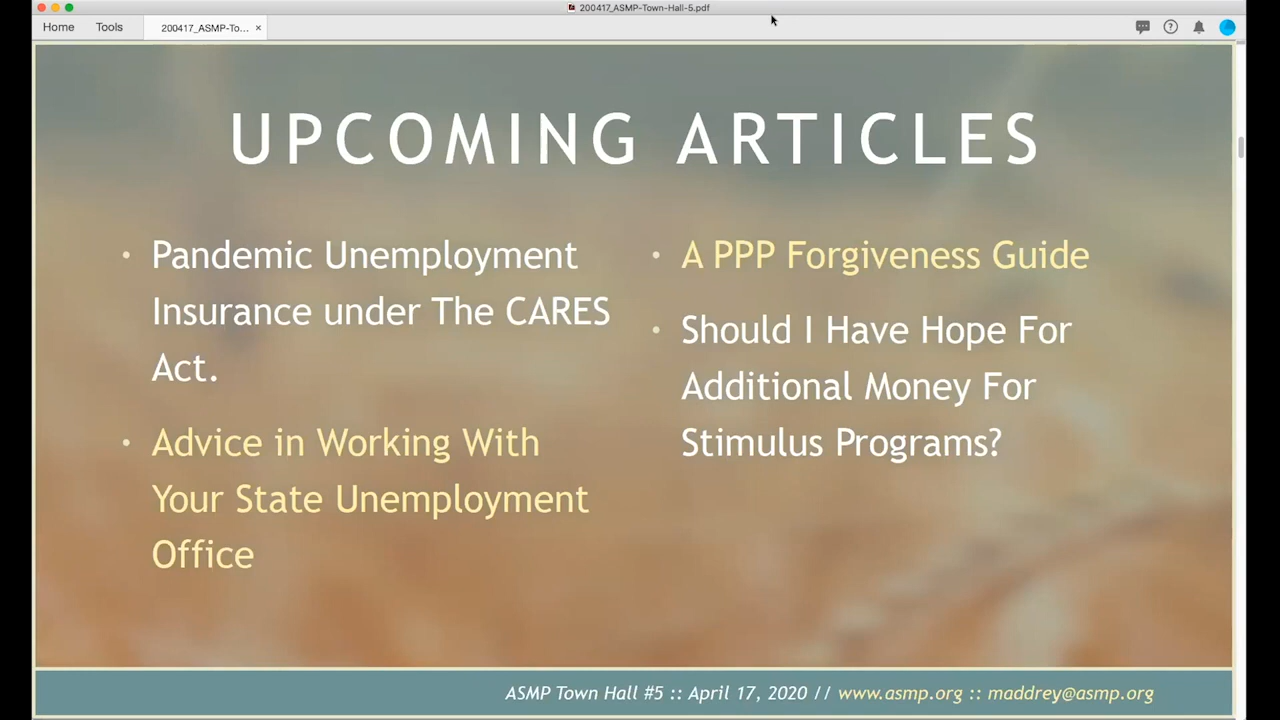 200417_ASMP-Town-Hall-5.pdf
Home Tools 200417_ASMP-To... ×
UPCOMING ARTICLES
• Pandemic Unemployment
Insurance under The CARES
Act.
• Advice in Working With
Your State Unemployment
Office
• A PPP Forgiveness Guide
• Should I Have Hope For
Additional Money For
Stimulus Programs?
ASMP Town Hall #5 :: April 17, 2020 // www.asmp.org :: maddrey@asmp.org